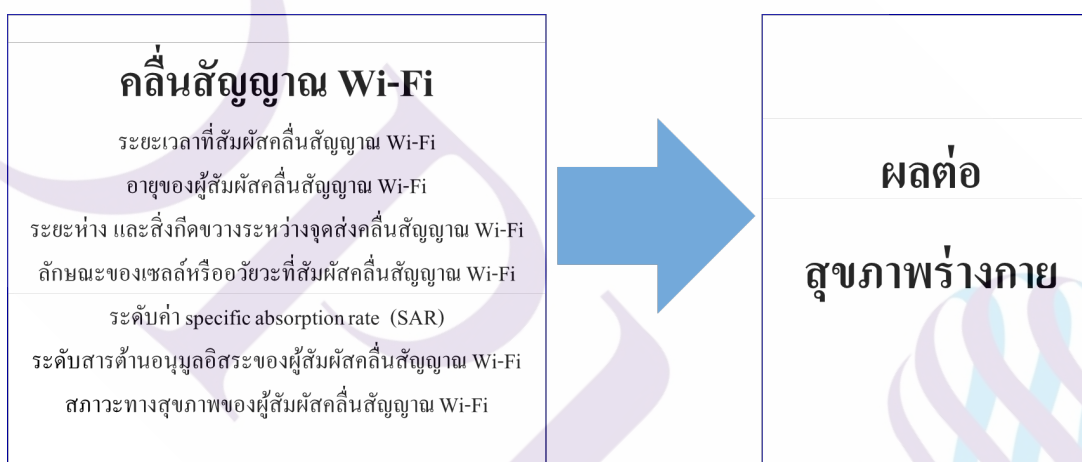 คลื่นสัญญาณ Wi-Fi
ระยะเวลาที่สัมผัสคลื่นสัญญาณ Wi-Fi
อายุของผู้สัมผัสคลื่นสัญญาณ Wi-Fi
ระยะห่าง และสิ่งกีดขวางระหว่างจุดส่งคลื่นสัญญาณ Wi-Fi
ลักษณะของเซลล์หรืออวัยวะที่สัมผัสคลื่นสัญญาณ Wi-Fi
ระดับค่า specific absorption rate (SAR)
ระดับสารต้านอนุมูลอิสระของผู้สัมผัสคลื่นสัญญาณ Wi-Fi
สภาวะทางสุขภาพของผู้สัมผัสคลื่นสัญญาณ Wi-Fi
ผลต่อ
สุขภาพร่างกาย